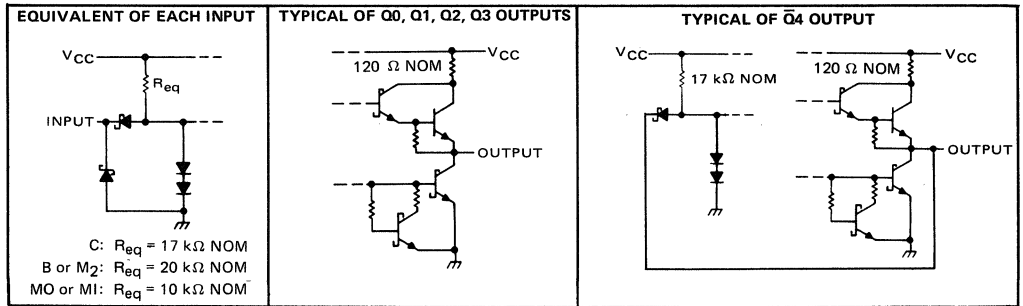 EQUIVALENT OF EACH INPUT
VCC
Req
INPUT
C: Req = 17 kΩ NOM
B or M2: Req = 20 kΩ NOM
MO or MI: Req = 10 kΩ NOM
TYPICAL OF Q0, Q1, Q2, Q3 OUTPUTS
VCC
120 Ω NOM
OUTPUT
TYPICAL OF Q̅4 OUTPUT
VCC
17 kΩ NOM
VCC
120 Ω NOM
OUTPUT